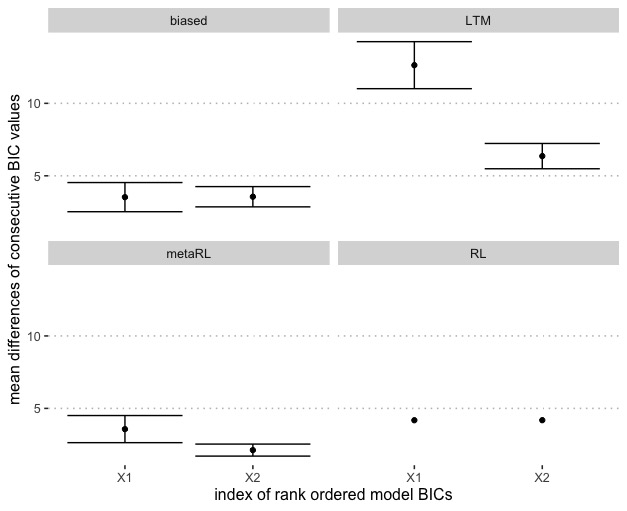 biased
LTM
10
5
metaRL
RL
10
5
X1
X2
X1
X2
index of rank ordered model BICs
mean differences of consecutive BIC values